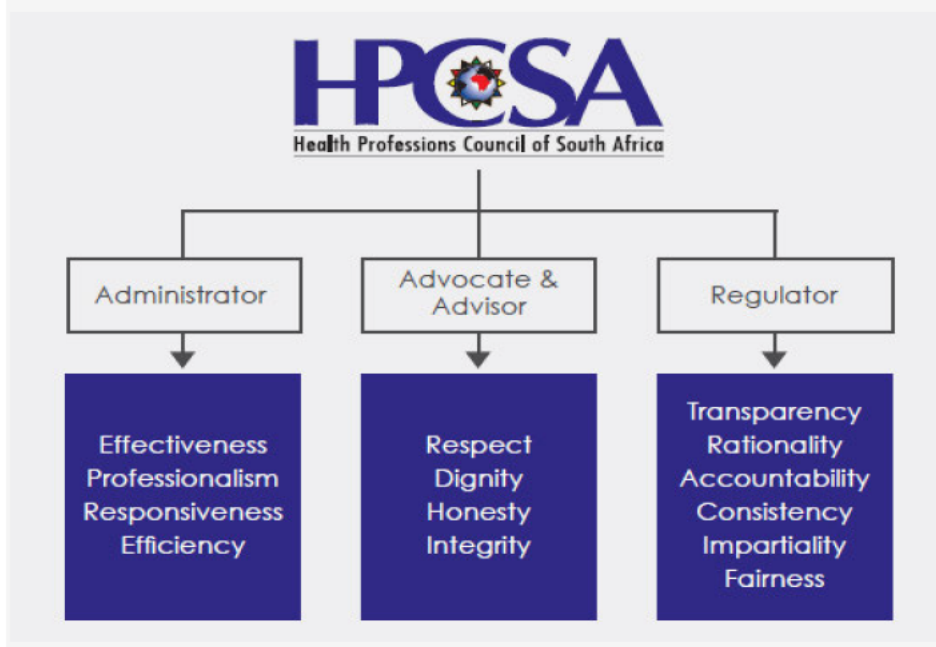 HPCSA
Health Professions Council of South Africa
Administrator
Advocate &
Advisor
Regulator
Effectiveness
Professionalism
Responsiveness
Efficiency
Respect
Dignity
Honesty
Integrity
Transparency
Rationality
Accountability
Consistency
Impartiality
Fairness